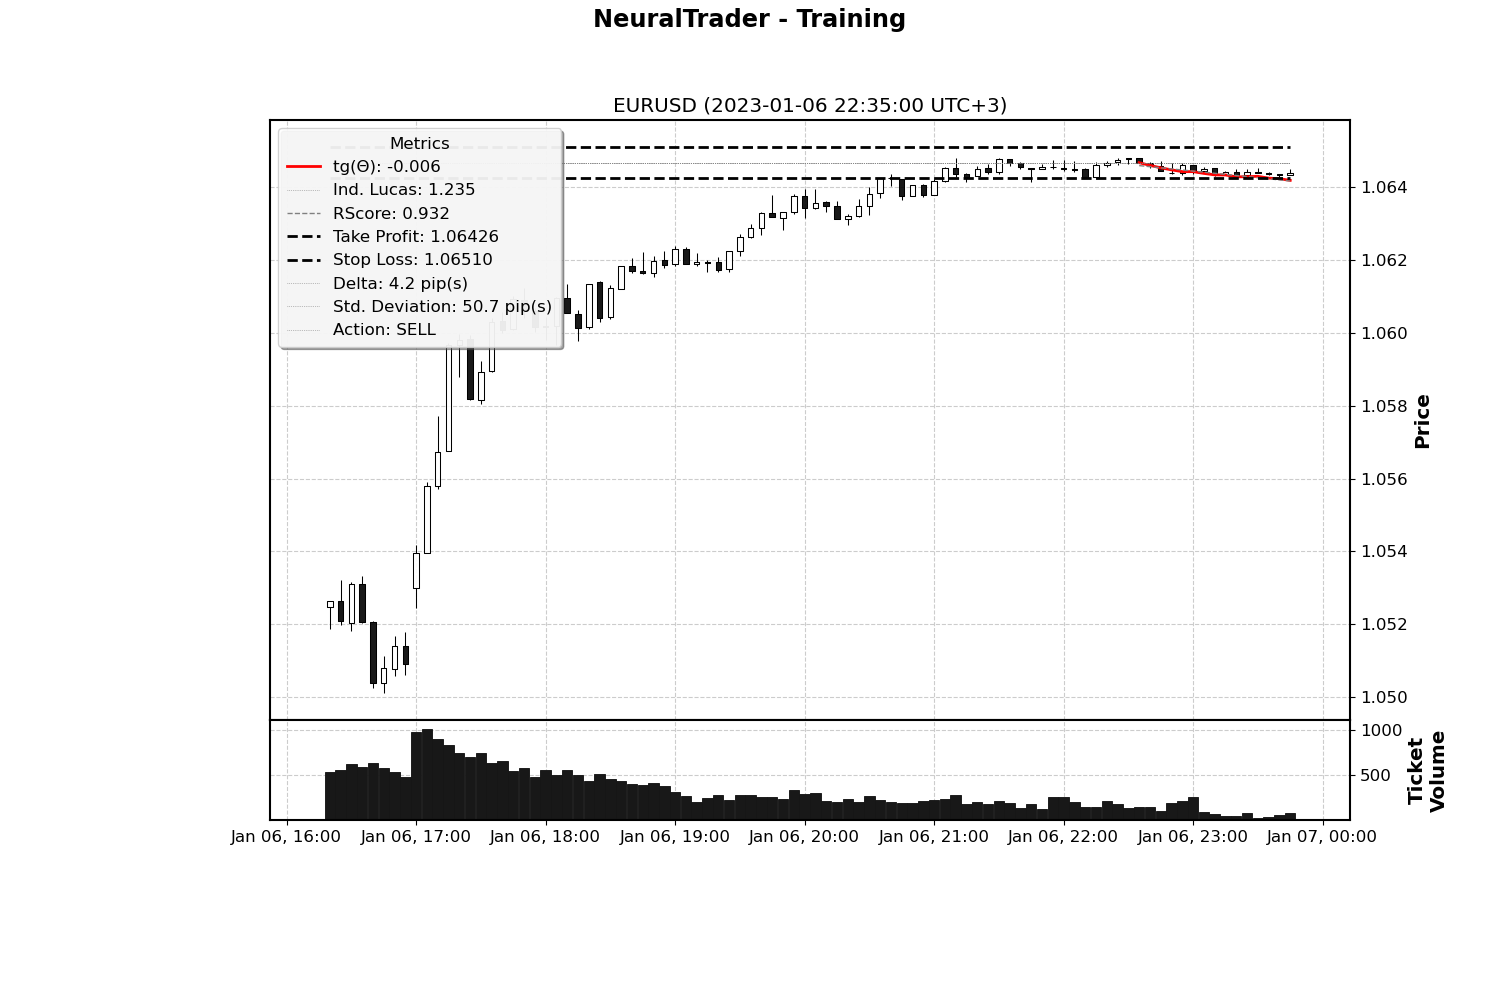 NeuralTrader - Training
EURUSD (2023-01-06 22:35:00 UTC+3)
Metrics
tg(Θ): -0.006
Ind. Lucas: 1.235
RScore: 0.932
Take Profit: 1.06426
Stop Loss: 1.06510
Delta: 4.2 pip(s)
Std. Deviation: 50.7 pip(s)
Action: SELL
1.064
1.062
1.060
1.058
1.056
1.054
1.052
1.050
Price
1000
500
Ticket
Volume
Jan 06, 16:00
Jan 06, 17:00
Jan 06, 18:00
Jan 06, 19:00
Jan 06, 20:00
Jan 06, 21:00
Jan 06, 22:00
Jan 06, 23:00
Jan 07, 00:00